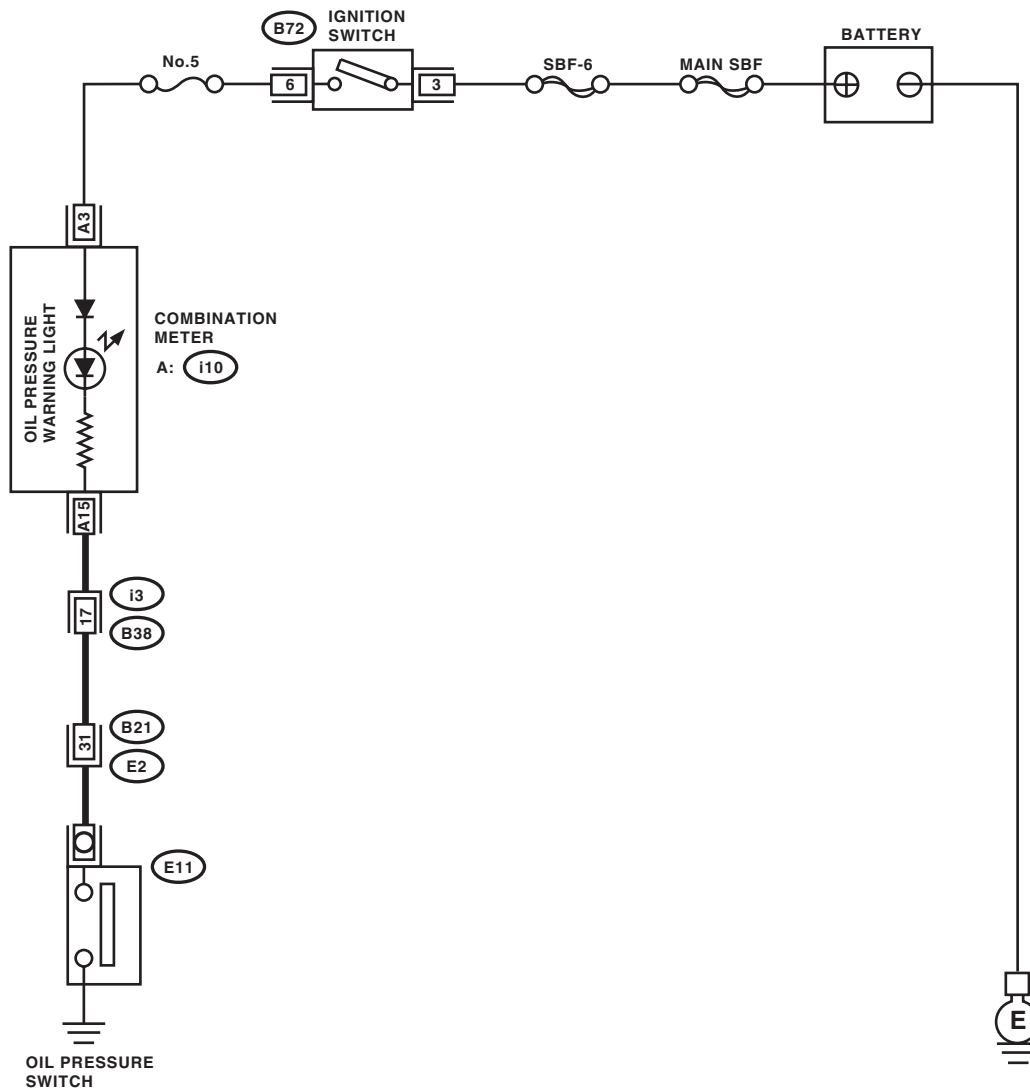 B72
IGNITION
SWITCH
BATTERY
No.5
SBF-6
MAIN SBF
6
3
A3
OIL PRESSURE
WARNING LIGHT
COMBINATION
METER
A: i10
A15
17
i3
B38
31
B21
E2
E11
OIL PRESSURE
SWITCH
E